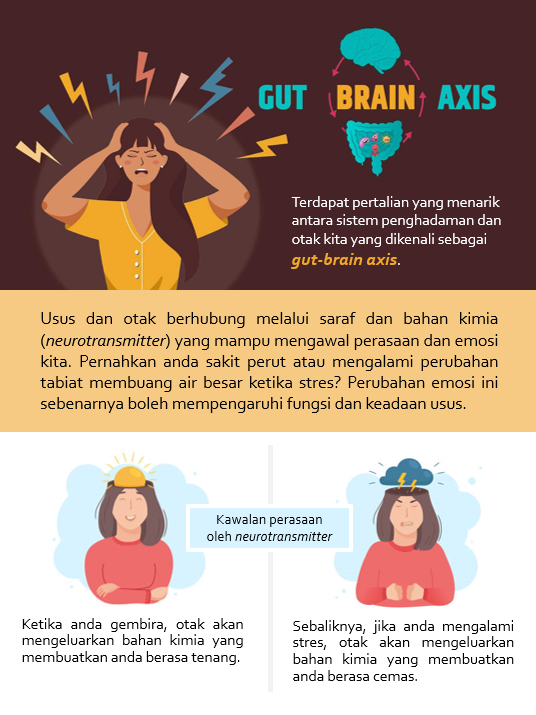 GUT BRAIN AXIS
Terdapat pertalian yang menarik
antara sistem penghadaman dan
otak kita yang dikenali sebagai
gut-brain axis.
Usus dan otak berhubung melalui saraf dan bahan kimia
(neurotransmitter) yang mampu mengawal perasaan dan emosi
kita. Pernahkan anda sakit perut atau mengalami perubahan
tabiat membuang air besar ketika stres? Perubahan emosi ini
sebenarnya boleh mempengaruhi fungsi dan keadaan usus.
Kawalan perasaan
oleh neurotransmitter
Ketika anda gembira, otak akan
mengeluarkan bahan kimia yang
membuatkan anda berasa tenang.
Sebaliknya, jika anda mengalami
stres, otak akan mengeluarkan
bahan kimia yang membuatkan
anda berasa cemas.